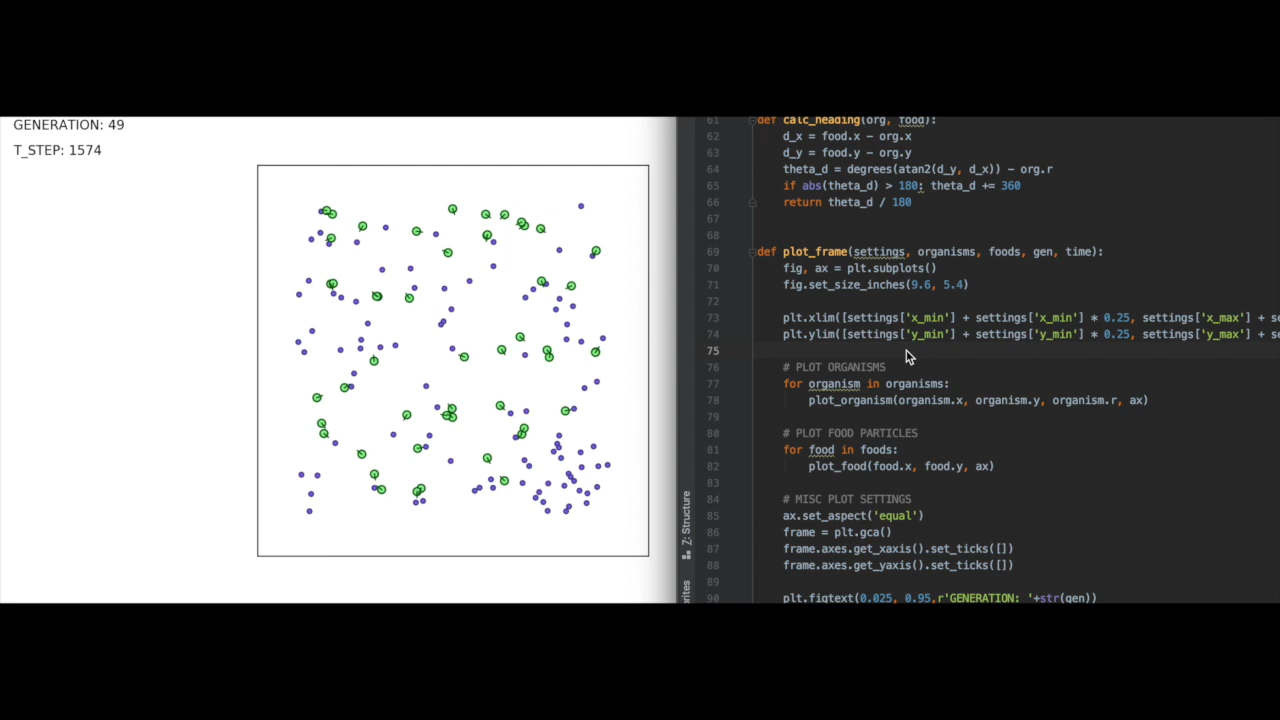 GENERATION: 49
T_STEP: 1574
61 def calc_heading(org, food):
62 d_x = food.x - org.x
63 d_y = food.y - org.y
64 theta_d = degrees(atan2(d_y, d_x)) - org.r
65 if abs(theta_d) > 180: theta_d += 360
66 return theta_d / 180
67
68
69 def plot_frame(settings, organisms, foods, gen, time):
70 fig, ax = plt.subplots()
71 fig.set_size_inches(9.6, 5.4)
72
73 plt.xlim([settings['x_min'] + settings['x_min'] * 0.25, settings['x_max'] + se
74 plt.ylim([settings['y_min'] + settings['y_min'] * 0.25, settings['y_max'] + se
75
76 # PLOT ORGANISMS
77 for organism in organisms:
78 plot_organism(organism.x, organism.y, organism.r, ax)
79
80 # PLOT FOOD PARTICLES
81 for food in foods:
82 plot_food(food.x, food.y, ax)
83
84 # MISC PLOT SETTINGS
85 ax.set_aspect('equal')
86 frame = plt.gca()
87 frame.axes.get_xaxis().set_ticks([])
88 frame.axes.get_yaxis().set_ticks([])
89
90 plt.figtext(0.025, 0.95,r'GENERATION: '+str(gen))
Z: Structure
rites